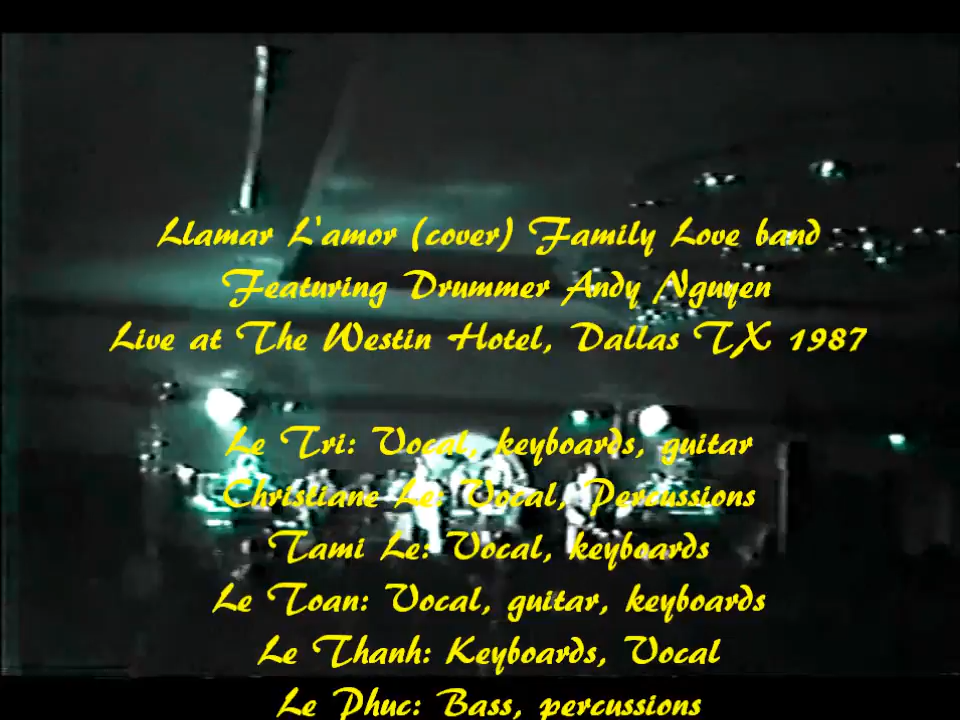 Llamar L'amor (cover) Family Love band
Featuring Drummer Andy Nguyen
Live at The Westin Hotel, Dallas TX 1987
Le Tri: Vocal, keyboards, guitar
Christiane Le: Vocal, Percussions
Tami Le: Vocal, keyboards
Le Toan: Vocal, guitar, keyboards
Le Thanh: Keyboards, Vocal
Le Phuc: Bass, percussions